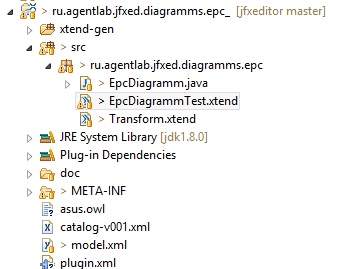 > ru.agentlab.jfxed.diagramms.epc_ [jfxeditor master]
xtend-gen
> src
> ru.agentlab.jfxed.diagramms.epc
> EpcDiagramm.java
> EpcDiagrammTest.xtend
> Transform.xtend
JRE System Library [jdk1.8.0]
Plug-in Dependencies
doc
> META-INF
asus.owl
catalog-v001.xml
> model.xml
plugin.xml